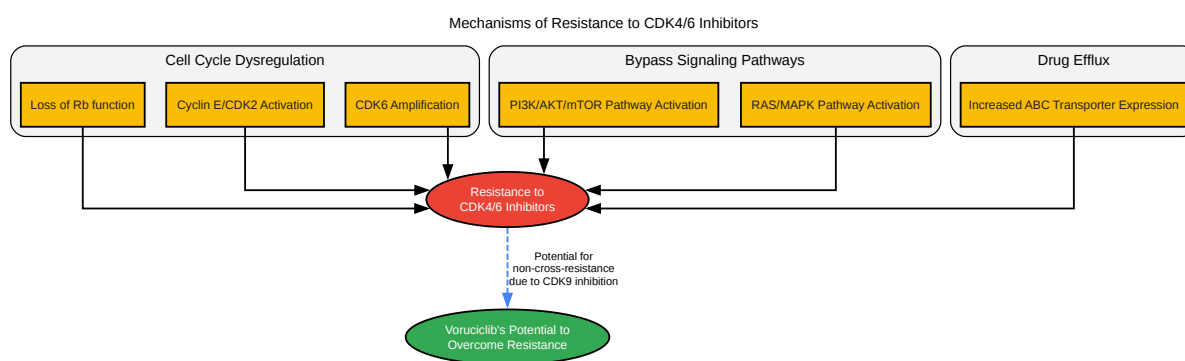 Mechanisms of Resistance to CDK4/6 Inhibitors
Cell Cycle Dysregulation
Bypass Signaling Pathways
Drug Efflux
Loss of Rb function
Cyclin E/CDK2 Activation
CDK6 Amplification
PI3K/AKT/mTOR Pathway Activation
RAS/MAPK Pathway Activation
Increased ABC Transporter Expression
Resistance to
CDK4/6 Inhibitors
Potential for
non-cross-resistance
due to CDK9 inhibition
Voruciclib's Potential to
Overcome Resistance